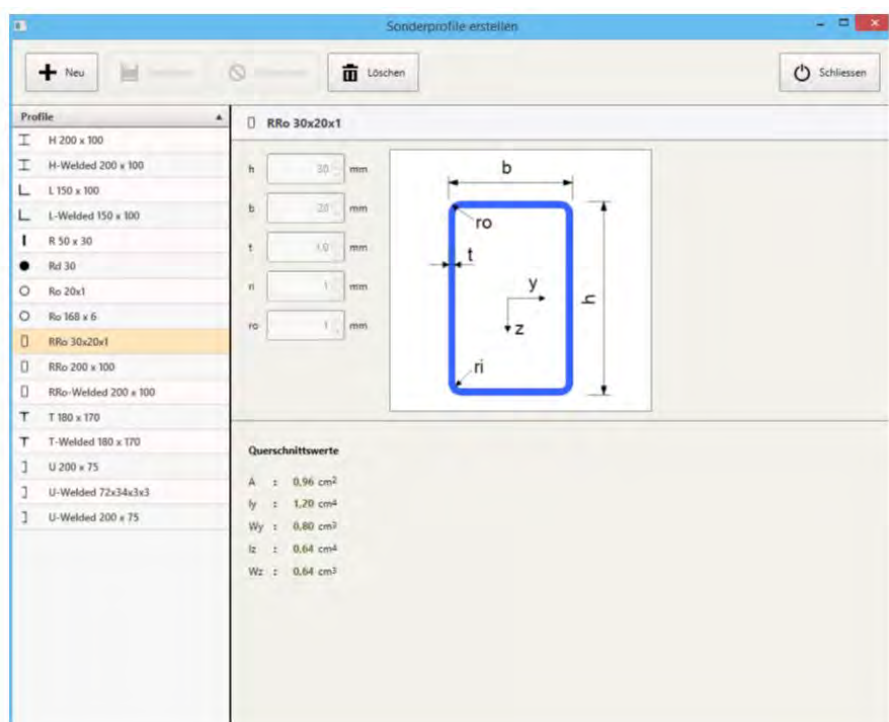 Sonderprofile erstellen
Neu
Löschen
Schliessen
Profile
H 200 x 100
H-Welded 200 x 100
L 150 x 100
L-Welded 150 x 100
R 50 x 30
Rd 30
Ro 20x1
Ro 168 x 6
RRo 30x20x1
RRo 200 x 100
RRo-Welded 200 x 100
T 180 x 170
T-Welded 180 x 170
U 200 x 75
U-Welded 72x34x3x3
U-Welded 200 x 75
RRo 30x20x1
h 30 mm
b 20 mm
t 1,0 mm
ri 1 mm
ro 1 mm
b
ro
t
y
h
z
ri
Querschnittswerte
A : 0,96 cm²
Iy : 1,20 cm⁴
Wy : 0,80 cm³
Iz : 0,64 cm⁴
Wz : 0,64 cm³